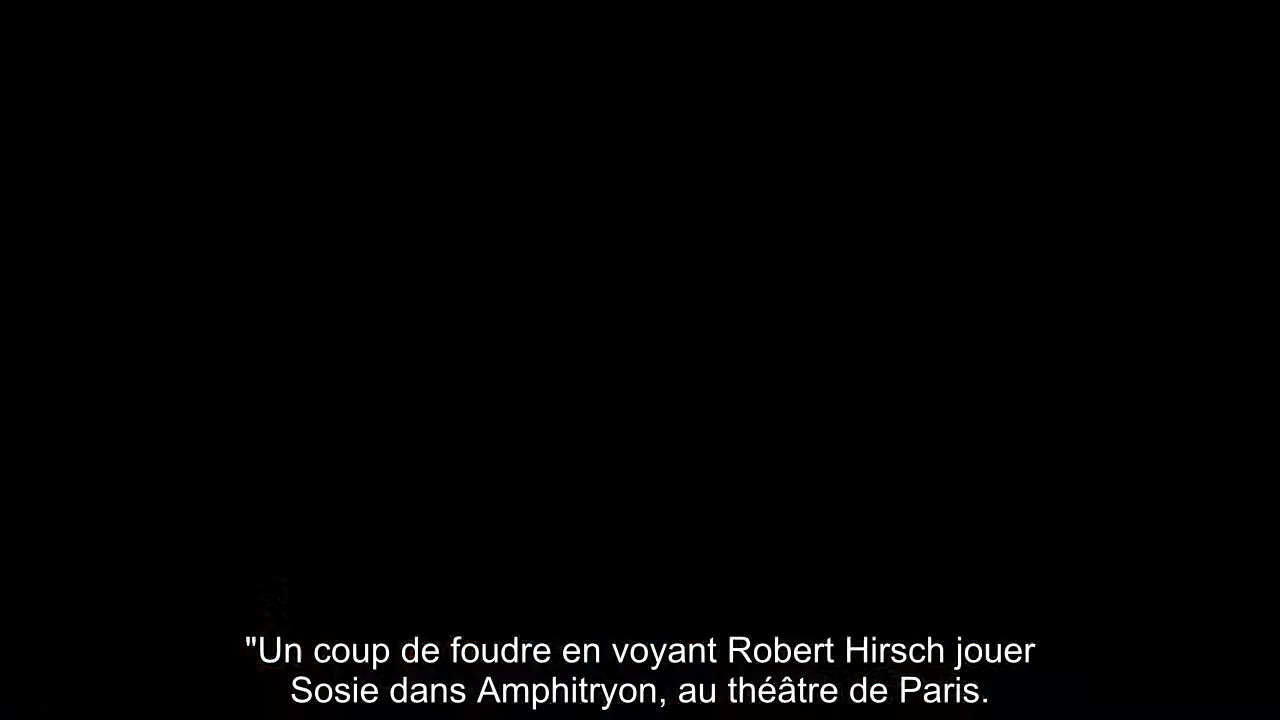 "Un coup de foudre en voyant Robert Hirsch jouer
Sosie dans Amphitryon, au théâtre de Paris.